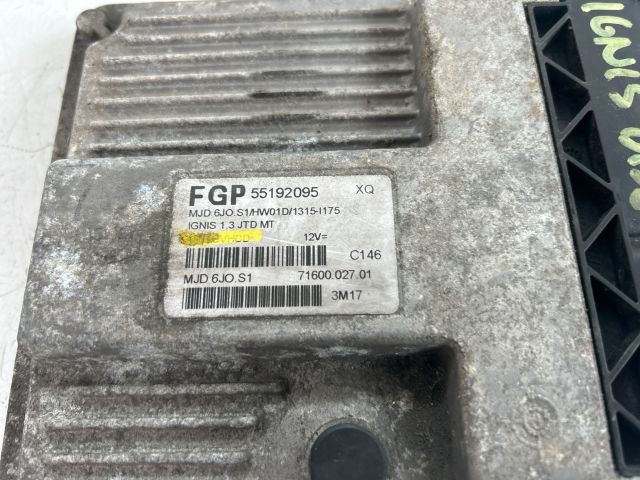 FGP 55192095 XQ
MJD 6JO.S1/HW01D/1315-I175
IGNIS 1,3 JTD MT
12V=
C146
MJD 6JO.S1 71600.027.01
3M17
IGNIS